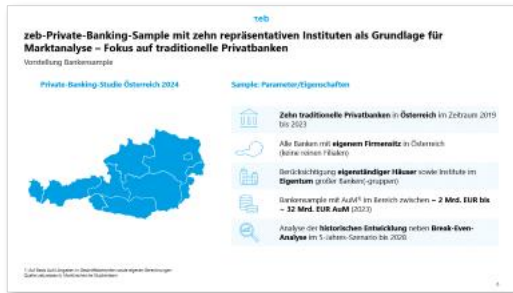 zeb
zeb-Private-Banking-Sample mit zehn repräsentativen Instituten als Grundlage für
Marktanalyse – Fokus auf traditionelle Privatbanken
Vorstellung Bankensample
Private-Banking-Studie Österreich 2024
Sample: Parameter/Eigenschaften
Zehn traditionelle Privatbanken in Österreich im Zeitraum 2019
bis 2023
Alle Banken mit eigenem Firmensitz in Österreich
(keine reinen Filialen)
Berücksichtigung eigenständiger Häuser sowie Institute im
Eigentum großer Banken(-gruppen)
Bankensample mit AuM¹⁾ im Bereich zwischen ~ 2 Mrd. EUR bis
~ 32 Mrd. EUR AuM (2023)
Analyse der historischen Entwicklung neben Break-Even-
Analyse im 5-Jahres-Szenario bis 2028